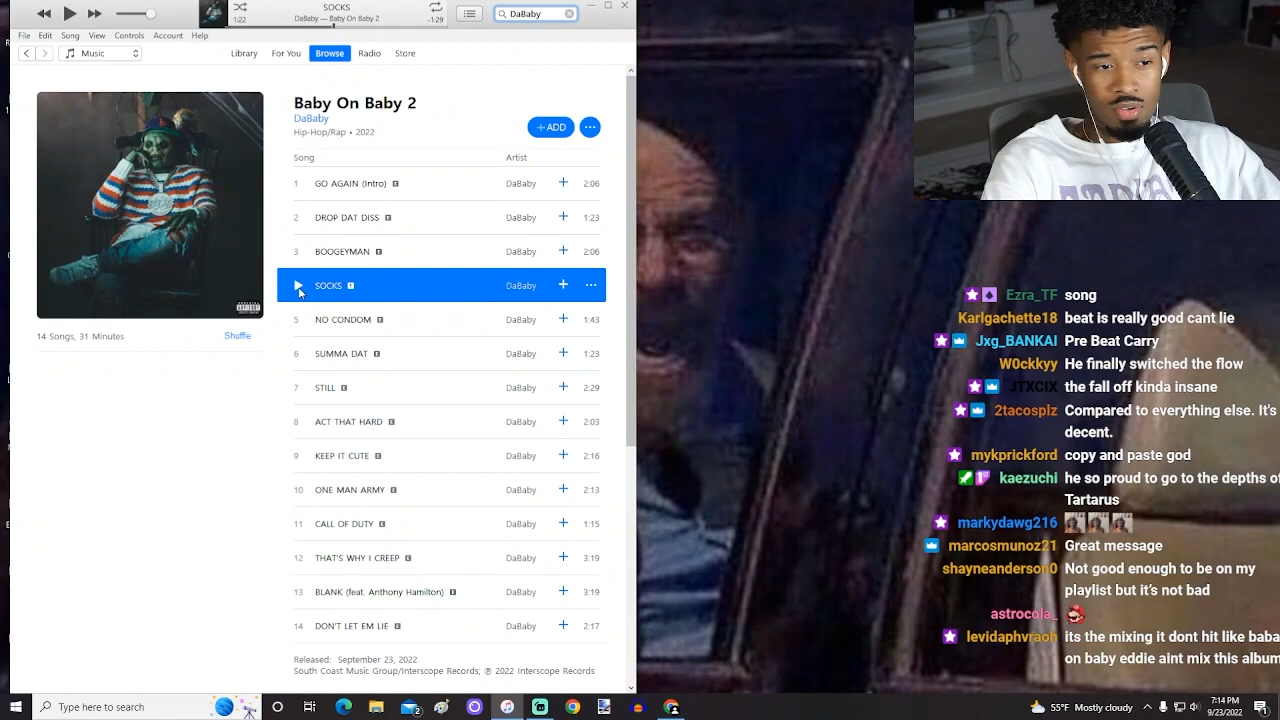 SOCKS
1:22
DaBaby — Baby On Baby 2
-1:29
DaBaby
File Edit Song View Controls Account Help
Music
Library For You Browse Radio Store
Baby On Baby 2
DaBaby
Hip-Hop/Rap • 2022
+ ADD
Song Artist
1 GO AGAIN (Intro) E DaBaby 2:06
2 DROP DAT DISS E DaBaby 1:23
3 BOOGEYMAN E DaBaby 2:06
SOCKS E DaBaby
5 NO CONDOM E DaBaby 1:43
6 SUMMA DAT E DaBaby 1:23
7 STILL E DaBaby 2:29
8 ACT THAT HARD E DaBaby 2:03
9 KEEP IT CUTE E DaBaby 2:16
10 ONE MAN ARMY E DaBaby 2:13
11 CALL OF DUTY E DaBaby 1:15
12 THAT'S WHY I CREEP E DaBaby 3:19
13 BLANK (feat. Anthony Hamilton) E DaBaby 3:19
14 DON'T LET EM LIE E DaBaby 2:17
14 Songs, 31 Minutes Shuffle
Released: September 23, 2022
South Coast Music Group/Interscope Records; ℗ 2022 Interscope Records
Ezra_TF song
Karlgachette18 beat is really good cant lie
Jxg_BANKAI Pre Beat Carry
W0ckkyy He finally switched the flow
JTXCIX the fall off kinda insane
2tacosplz Compared to everything else. It's
decent.
mykprickford copy and paste god
kaezuchi he so proud to go to the depths of
Tartarus
markydawg216
marcosmunoz21 Great message
shayneanderson0 Not good enough to be on my
playlist but it's not bad
astrocola_
levidaphvraoh its the mixing it dont hit like baba
on baby eddie aint mix this album
Type here to search
2
55°F Mostly cloudy
7:14 PM
9/23/2022